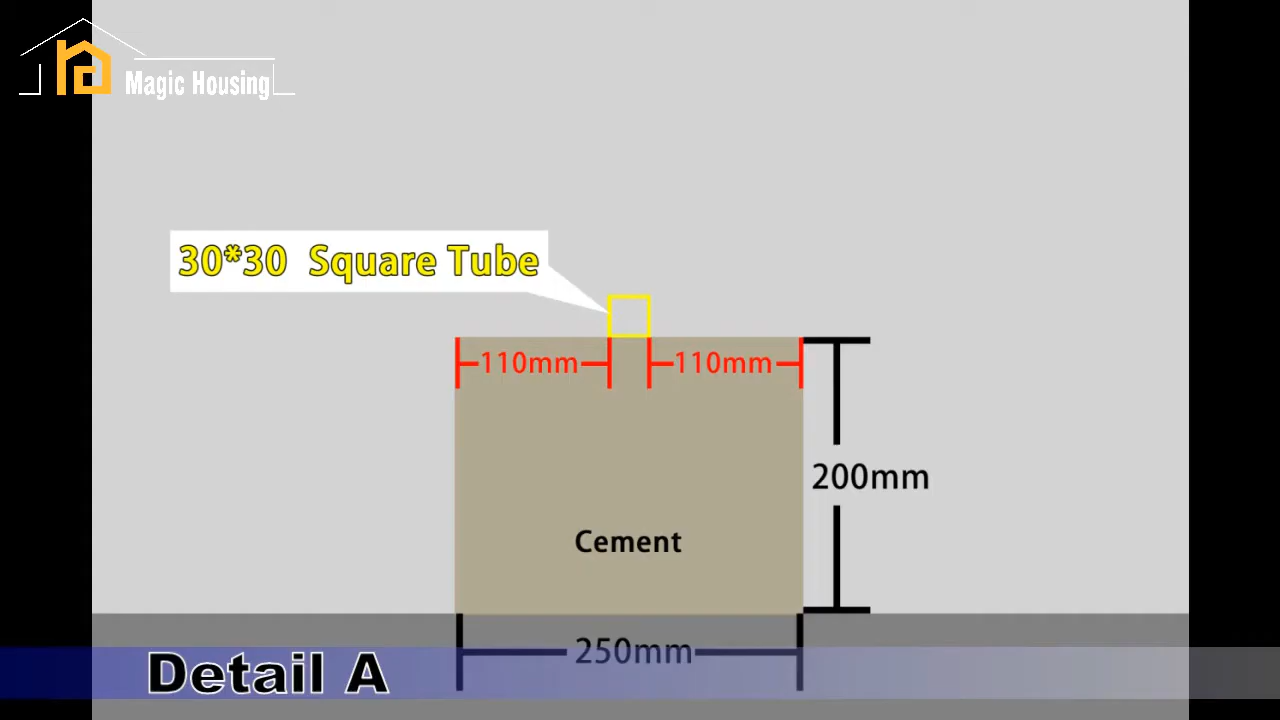 Magic Housing
30*30 Square Tube
110mm 110mm
200mm
Cement
250mm
Detail A